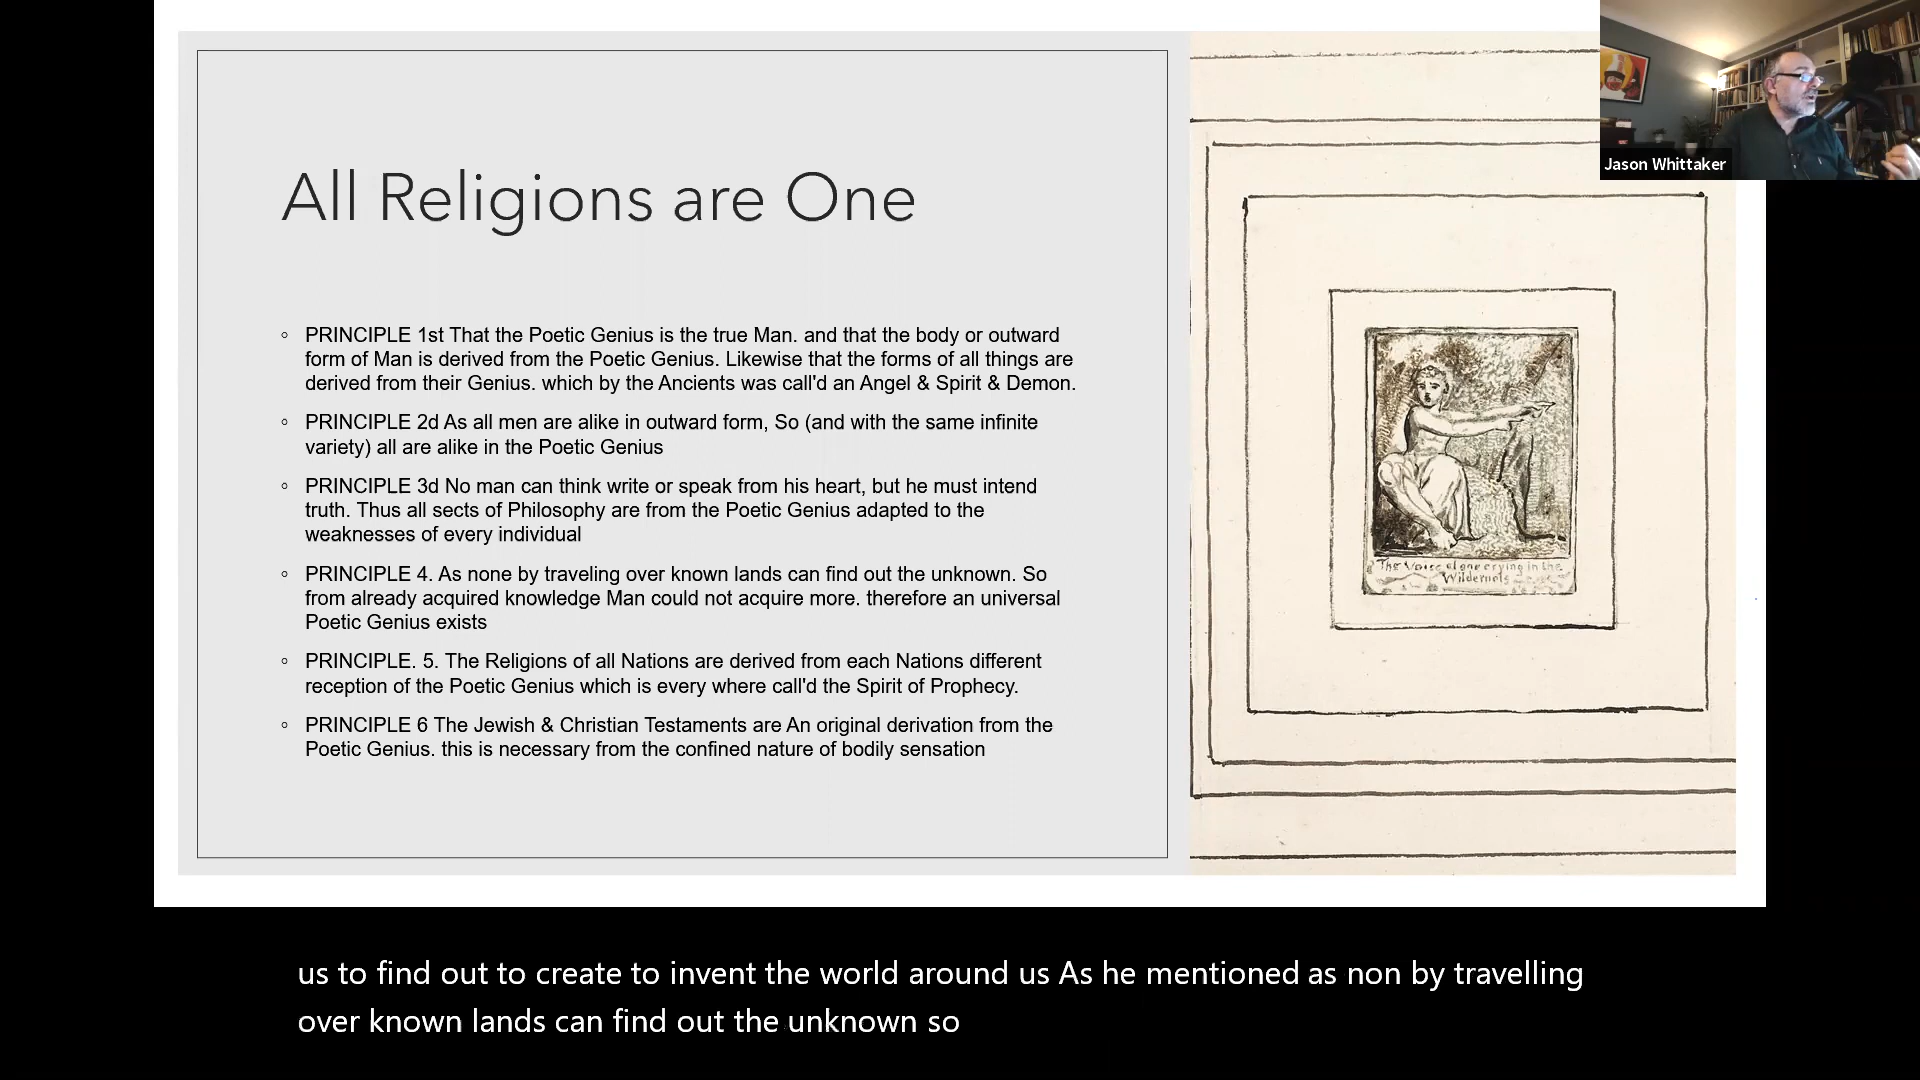 Jason Whittaker
All Religions are One
◦ PRINCIPLE 1st That the Poetic Genius is the true Man. and that the body or outward
form of Man is derived from the Poetic Genius. Likewise that the forms of all things are
derived from their Genius. which by the Ancients was call'd an Angel & Spirit & Demon.
◦ PRINCIPLE 2d As all men are alike in outward form, So (and with the same infinite
variety) all are alike in the Poetic Genius
◦ PRINCIPLE 3d No man can think write or speak from his heart, but he must intend
truth. Thus all sects of Philosophy are from the Poetic Genius adapted to the
weaknesses of every individual
◦ PRINCIPLE 4. As none by traveling over known lands can find out the unknown. So
from already acquired knowledge Man could not acquire more. therefore an universal
Poetic Genius exists
◦ PRINCIPLE. 5. The Religions of all Nations are derived from each Nations different
reception of the Poetic Genius which is every where call'd the Spirit of Prophecy.
◦ PRINCIPLE 6 The Jewish & Christian Testaments are An original derivation from the
Poetic Genius. this is necessary from the confined nature of bodily sensation
The Voice of one crying in the
Wilderness
us to find out to create to invent the world around us As he mentioned as non by travelling
over known lands can find out the unknown so